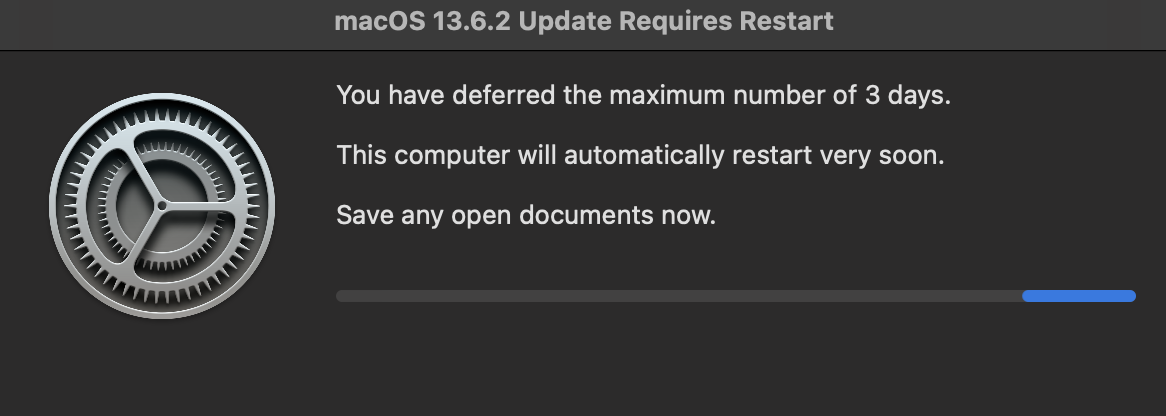 macOS 13.6.2 Update Requires Restart
You have deferred the maximum number of 3 days.
This computer will automatically restart very soon.
Save any open documents now.